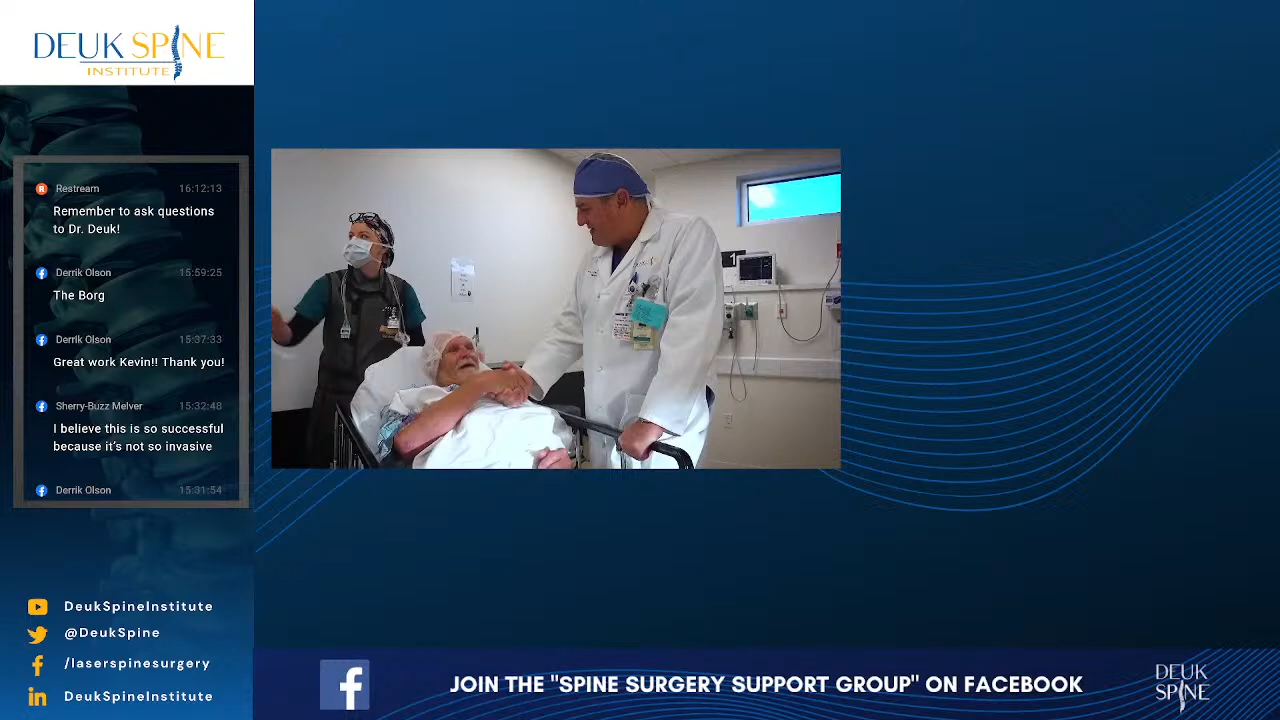 DEUK SPINE
INSTITUTE
Restream 16:12:13
Remember to ask questions
to Dr. Deuk!
Derrik Olson 15:59:25
The Borg
Derrik Olson 15:37:33
Great work Kevin!! Thank you!
Sherry-Buzz Melver 15:32:48
I believe this is so successful
because it's not so invasive
Derrik Olson 15:31:54
DeukSpineInstitute
@DeukSpine
/laserspinesurgery
DeukSpineInstitute
1
JOIN THE "SPINE SURGERY SUPPORT GROUP" ON FACEBOOK
DEUK
SPINE